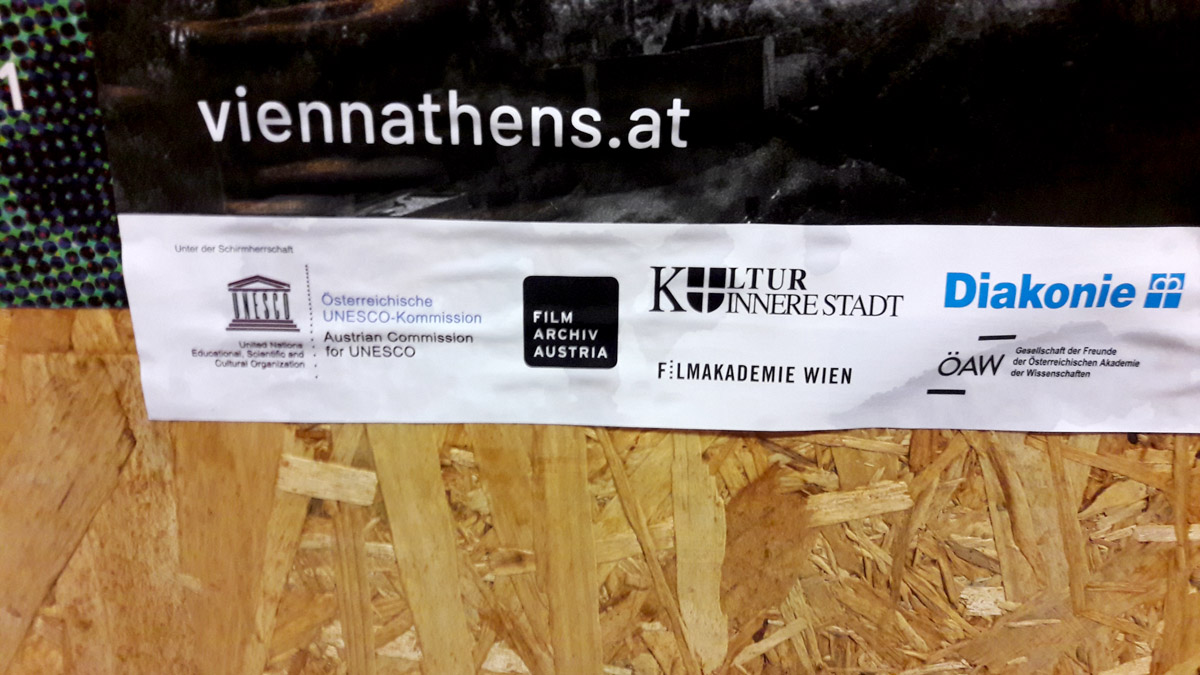 1
viennathens.at
Unter der Schirmherrschaft
UNESCO
United Nations
Educational, Scientific and
Cultural Organization
Österreichische
UNESCO-Kommission
Austrian Commission
for UNESCO
FILM
ARCHIV
AUSTRIA
KULTUR
INNERE STADT
FILMAKADEMIE WIEN
Diakonie
ÖAW
Gesellschaft der Freunde
der Österreichischen Akademie
der Wissenschaften